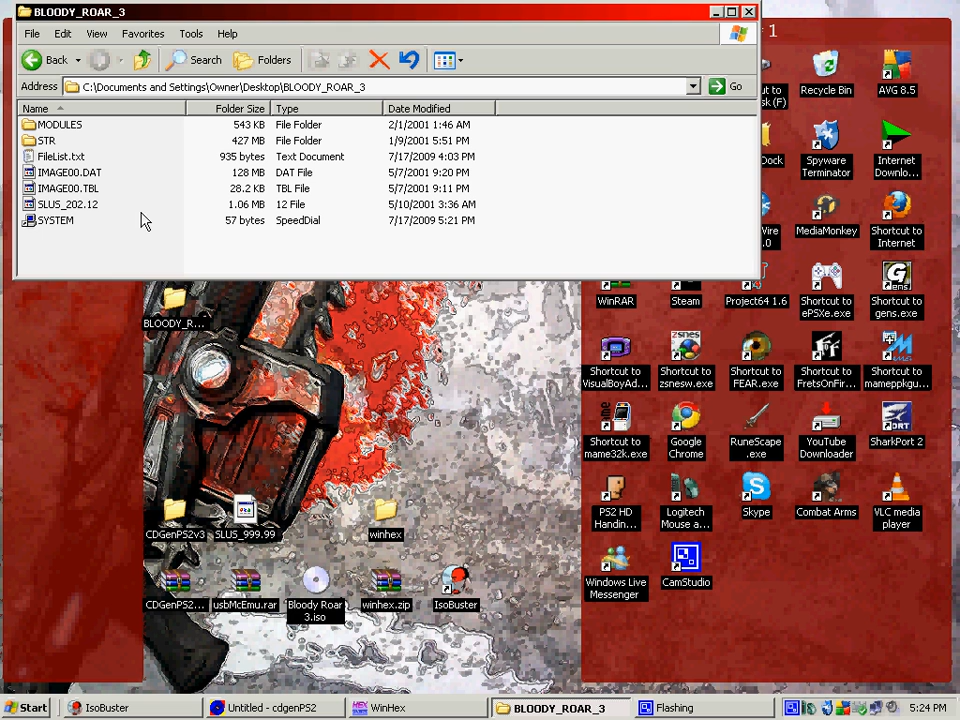 BLOODY_ROAR_3
File Edit View Favorites Tools Help
Back Search Folders
Address C:\Documents and Settings\Owner\Desktop\BLOODY_ROAR_3 Go
Name Folder Size Type Date Modified
MODULES 543 KB File Folder 2/1/2001 1:46 AM
STR 427 MB File Folder 1/9/2001 5:51 PM
FileList.txt 935 bytes Text Document 7/17/2009 4:03 PM
IMAGE00.DAT 128 MB DAT File 5/7/2001 9:20 PM
IMAGE00.TBL 28.2 KB TBL File 5/7/2001 9:11 PM
SLUS_202.12 1.06 MB 12 File 5/10/2001 3:36 AM
SYSTEM 57 bytes SpeedDial 7/17/2009 5:21 PM
1
ut to
sk (F)
Recycle Bin
AVG 8.5
Dock
Spyware
Terminator
Internet
Downlo...
Wire
.0
MediaMonkey
Shortcut to
Internet
WinRAR
Steam
Project64 1.6
Shortcut to
ePSXe.exe
Shortcut to
gens.exe
BLOODY_R...
Shortcut to
VisualBoyAd...
Shortcut to
zsnesw.exe
Shortcut to
FEAR.exe
Shortcut to
FretsOnFir...
Shortcut to
mameppkgu...
Shortcut to
mame32k.exe
Google
Chrome
RuneScape
.exe
YouTube
Downloader
SharkPort 2
CDGenPS2v3
SLUS_999.99
winhex
PS2 HD
Handin...
Logitech
Mouse a...
Skype
Combat Arms
VLC media
player
CDGenPS2...
usbMcEmu.rar
Bloody Roar
3.iso
winhex.zip
IsoBuster
Windows Live
Messenger
CamStudio
Start IsoBuster Untitled - cdgenPS2 WinHex BLOODY_ROAR_3 Flashing 5:24 PM